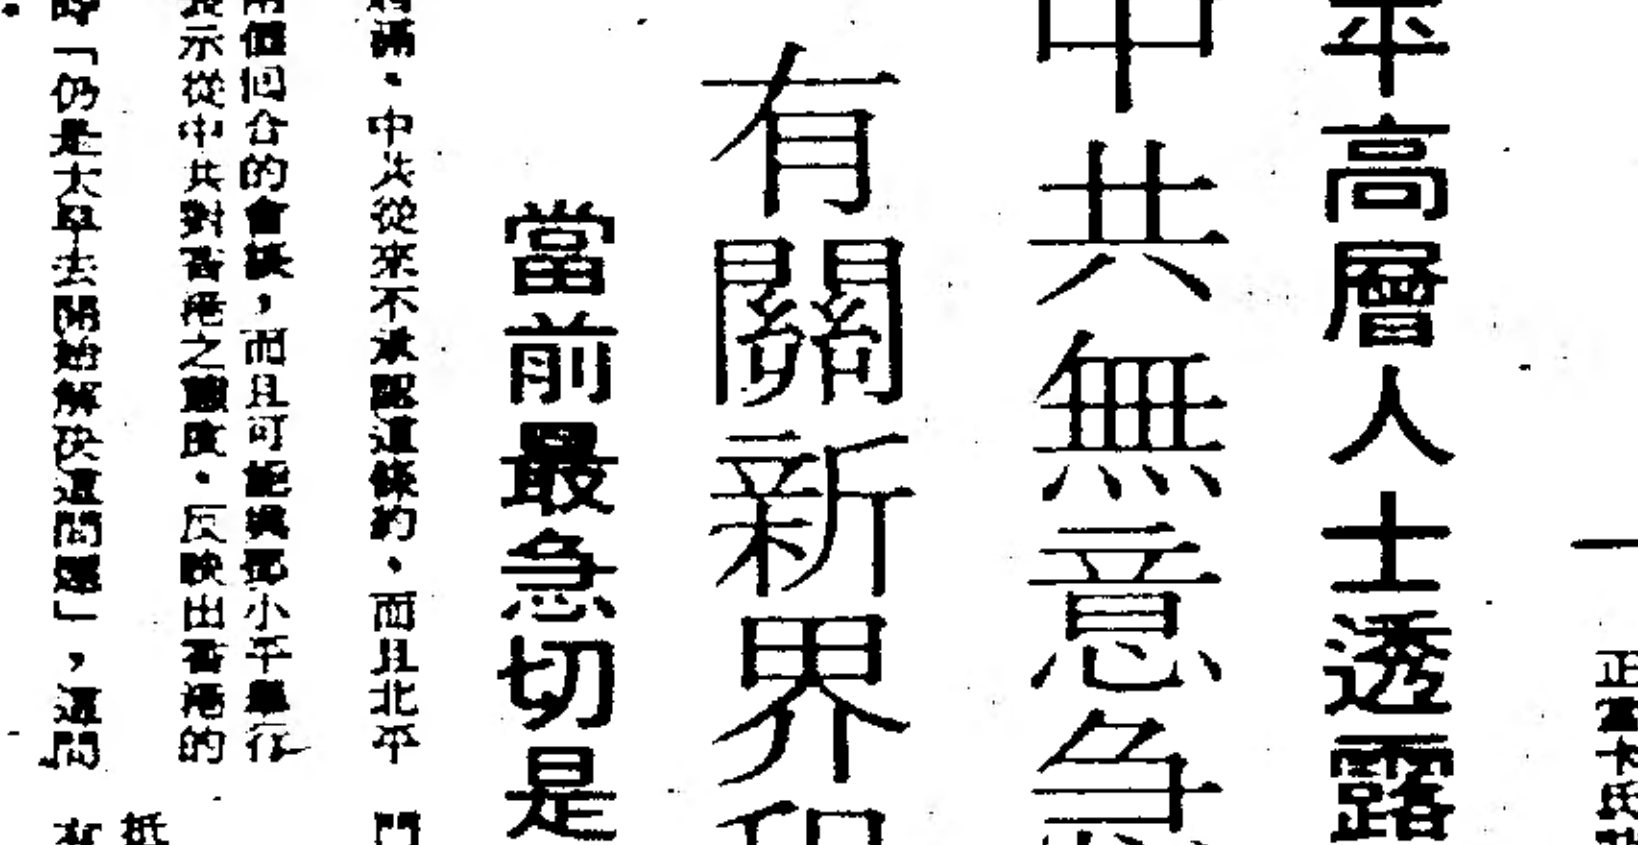 正當卡氏
平高層人士透露
中共無意急
有關新界租
當前最急切是
滿。中共從來不承認這條約,而且北平
兩個回合的會談,而且可能與鄧小平舉行
表示從中共對香港之態度。反映出香港的
抵
時「仍是太早去開始解決這問題」,這問